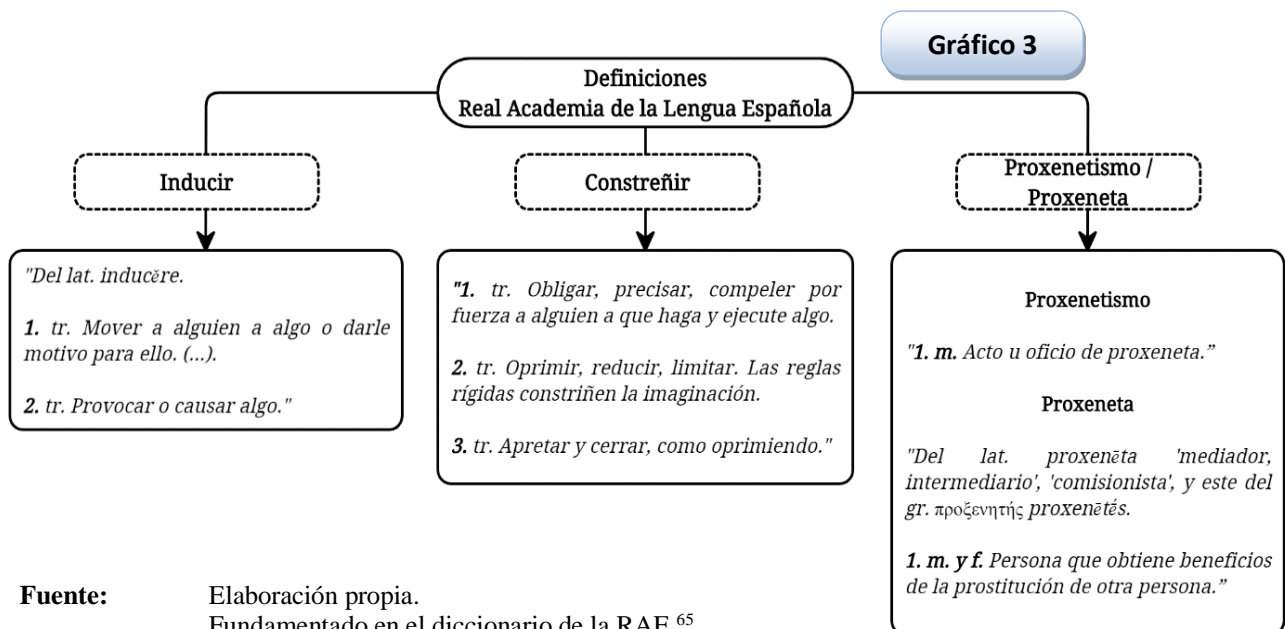 Gráfico 3
Definiciones
Real Academia de la Lengua Española
Inducir
Constreñir
Proxenetismo /
Proxeneta
"Del lat. inducĕre.
1. tr. Mover a alguien a algo o darle
motivo para ello. (...).
2. tr. Provocar o causar algo."
"1. tr. Obligar, precisar, compeler por
fuerza a alguien a que haga y ejecute algo.
2. tr. Oprimir, reducir, limitar. Las reglas
rígidas constriñen la imaginación.
3. tr. Apretar y cerrar, como oprimiendo."
Proxenetismo
"1. m. Acto u oficio de proxeneta.”
Proxeneta
"Del lat. proxenēta 'mediador,
intermediario', 'comisionista', y este del
gr. προξενητής proxenētḗs.
1. m. y f. Persona que obtiene beneficios
de la prostitución de otra persona.”
Fuente: Elaboración propia.
Fundamentado en el diccionario de la RAE 65